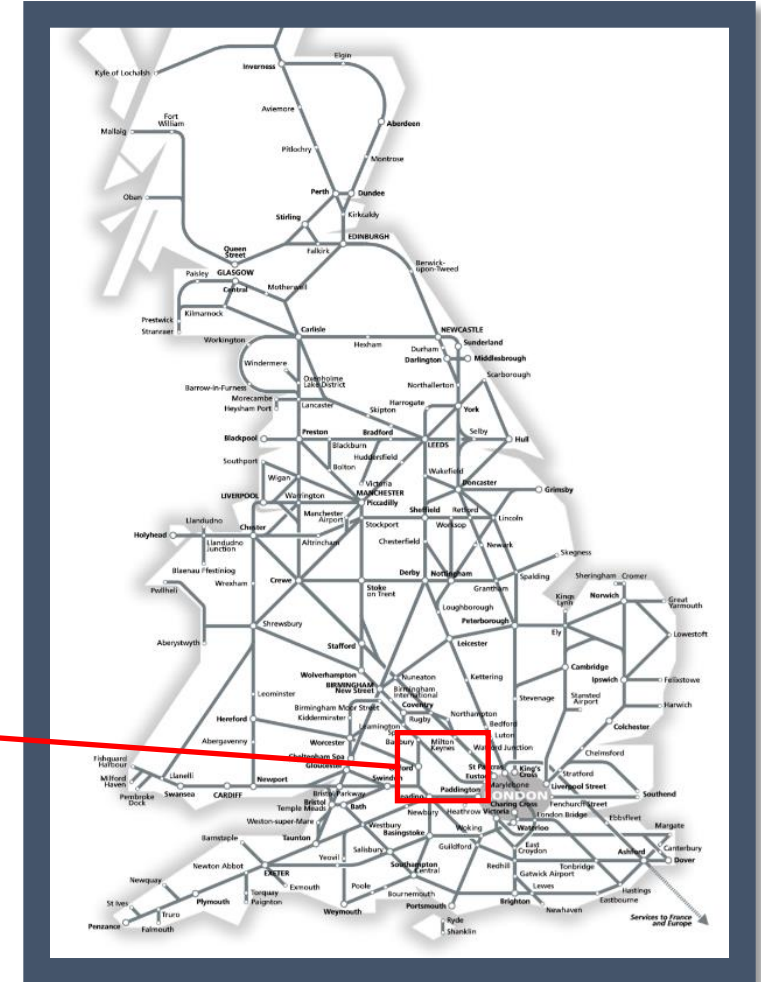 Elgin
Inverness
Kyle of Lochalsh
Aviemore
Fort
William
Mallaig
Aberdeen
Pitlochry
Montrose
Perth
Dundee
Oban
Stirling
Kirkcaldy
EDINBURGH
Falkirk
Queen
Street
GLASGOW
Central
Paisley
Motherwell
Berwick-
upon-Tweed
Prestwick
Stranraer
Kilmarnock
Carlisle
Hexham
NEWCASTLE
Sunderland
Durham
Darlington
Middlesbrough
Workington
Windermere
Oxenholme
Lake District
Barrow-in-Furness
Northallerton
Scarborough
Morecambe
Heysham Port
Lancaster
Skipton
Harrogate
York
Blackpool
Preston
Bradford
LEEDS
Selby
Hull
Blackburn
Huddersfield
Southport
Bolton
Wakefield
Wigan
Victoria
MANCHESTER
Piccadilly
Doncaster
Grimsby
LIVERPOOL
Warrington
Manchester
Airport
Stockport
Sheffield
Retford
Worksop
Lincoln
Llandudno
Holyhead
Llandudno
Junction
Chester
Altrincham
Chesterfield
Newark
Skegness
Blaenau Ffestiniog
Wrexham
Crewe
Stoke
on Trent
Derby
Nottingham
Grantham
Spalding
Sheringham
Cromer
Pwllheli
Loughborough
Kings
Lynn
Norwich
Great
Yarmouth
Aberystwyth
Shrewsbury
Stafford
Leicester
Peterborough
Ely
Lowestoft
Wolverhampton
BIRMINGHAM
New Street
Nuneaton
Birmingham
International
Kettering
Cambridge
Ipswich
Felixstowe
Leominster
Birmingham Moor Street
Kidderminster
Coventry
Rugby
Northampton
Stevenage
Stansted
Airport
Harwich
Hereford
Leamington
Bedford
Colchester
Abergavenny
Worcester
Banbury
Milton
Keynes
Luton
Watford Junction
Chelmsford
Fishguard
Harbour
Cheltenham Spa
Gloucester
St Pancras
Euston
King's
Cross
Stratford
Milford
Haven
Llanelli
Swindon
Paddington
Marylebone
Liverpool Street
Pembroke
Dock
Swansea
CARDIFF
Newport
Bristol Parkway
LONDON
Fenchurch Street
Southend
Bristol
Temple Meads
Bath
Newbury
Heathrow
Victoria
Charing Cross
London Bridge
Ebbsfleet
Weston-super-Mare
Westbury
Basingstoke
Woking
Waterloo
Margate
Barnstaple
Taunton
Salisbury
Guildford
East
Croydon
Canterbury
Newton Abbot
Yeovil
Southampton
Central
Redhill
Tonbridge
Ashford
Dover
Newquay
EXETER
Exmouth
Poole
Gatwick Airport
Lewes
Hastings
St Ives
Plymouth
Torquay
Paignton
Weymouth
Bournemouth
Portsmouth
Brighton
Newhaven
Eastbourne
Truro
Penzance
Falmouth
Ryde
Shanklin
Services to France
and Europe